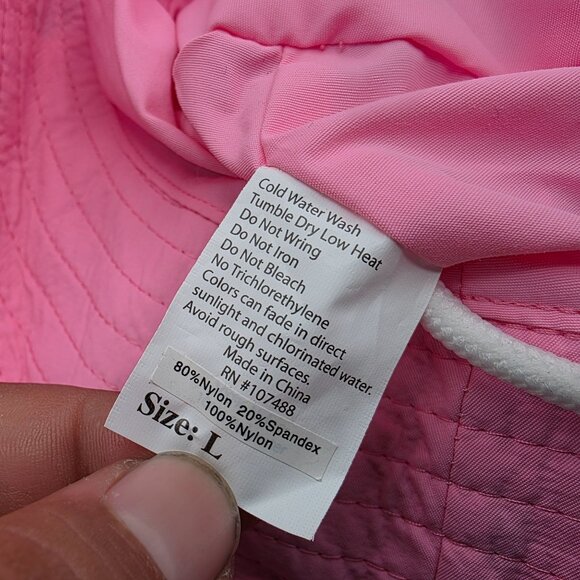 Cold Water Wash
Tumble Dry Low Heat
Do Not Wring
Do Not Iron
Do Not Bleach
No Trichlorethylene
Colors can fade in direct
sunlight and chlorinated water.
Avoid rough surfaces.
Made in China
RN #107488
80%Nylon 20%Spandex
100%Nylon
Size: L